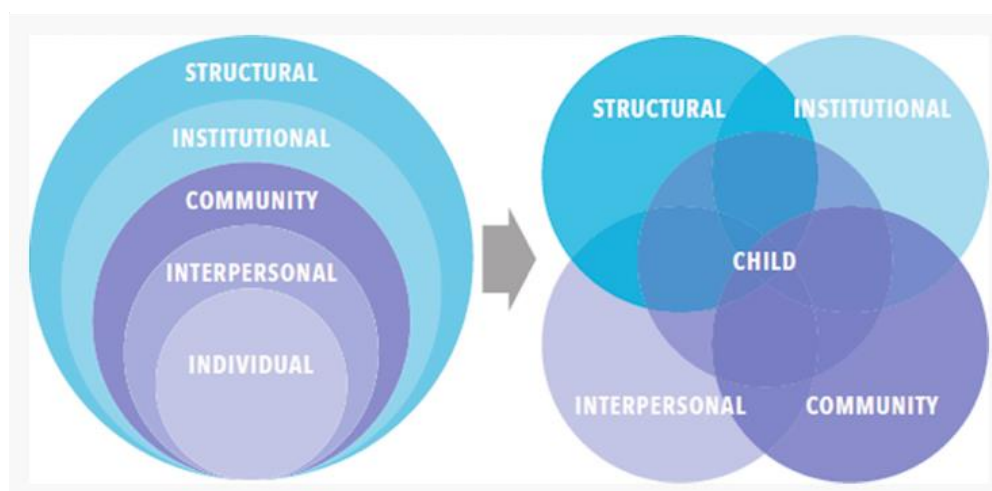 STRUCTURAL
INSTITUTIONAL
COMMUNITY
INTERPERSONAL
INDIVIDUAL
STRUCTURAL
INSTITUTIONAL
CHILD
INTERPERSONAL
COMMUNITY